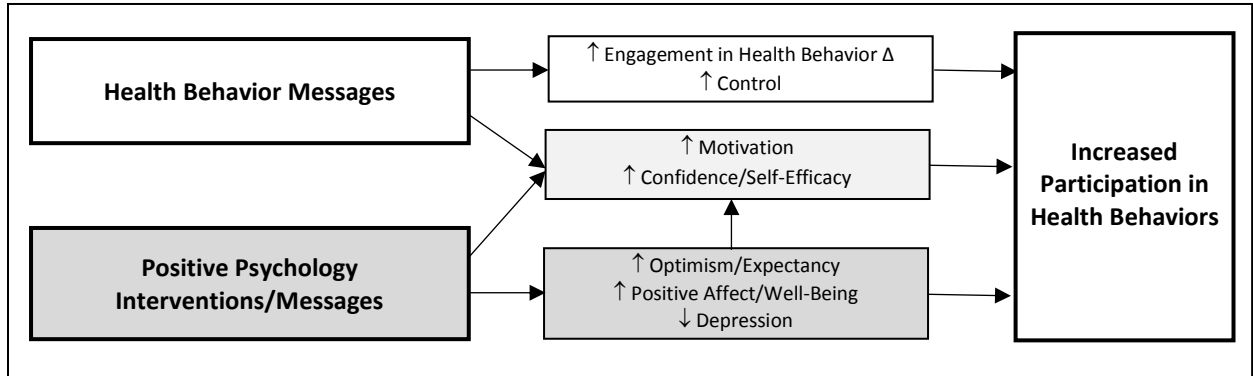 Health Behavior Messages
↑ Engagement in Health Behavior Δ
↑ Control
↑ Motivation
↑ Confidence/Self-Efficacy
Positive Psychology
Interventions/Messages
↑ Optimism/Expectancy
↑ Positive Affect/Well-Being
↓ Depression
Increased
Participation in
Health Behaviors